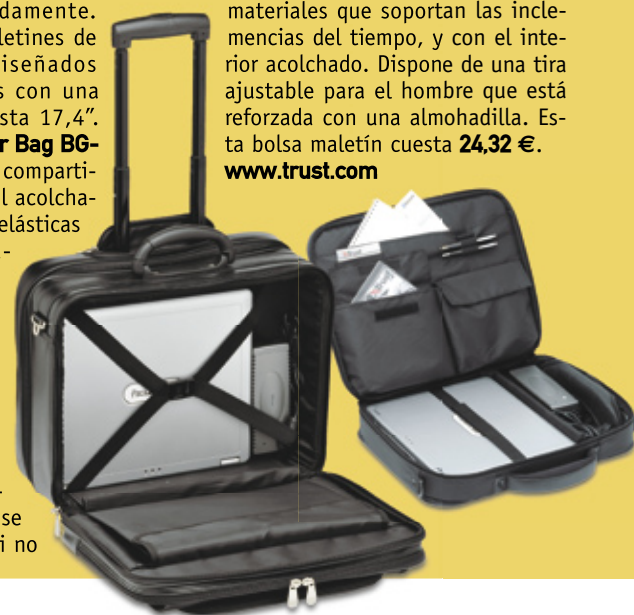 damente.
letines de
iseñados
s con una
sta 17,4”.
r Bag BG-
comparti-
l acolcha-
elásticas
-
-
se
i no
materiales que soportan las incle-
mencias del tiempo, y con el inte-
rior acolchado. Dispone de una tira
ajustable para el hombre que está
reforzada con una almohadilla. Es-
ta bolsa maletín cuesta 24,32 €.
www.trust.com
Trust
Pack